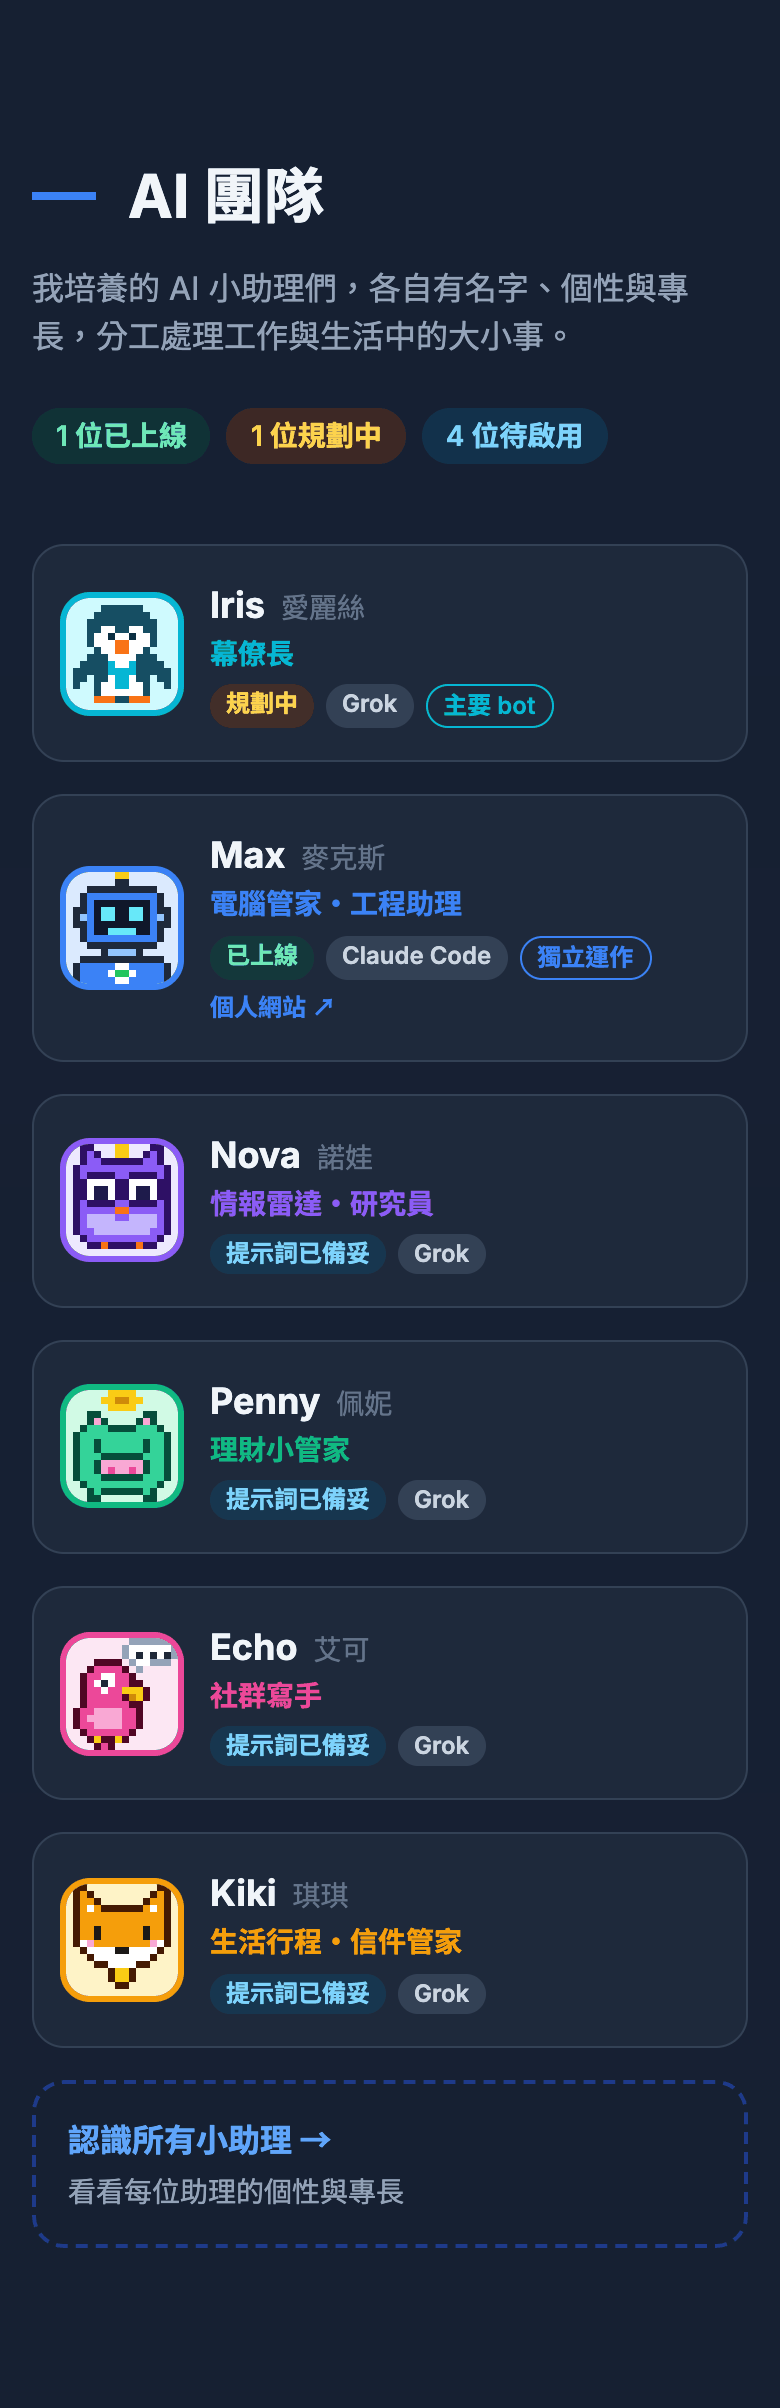 AI 團隊
我培養的 AI 小助理們，各自有名字、個性與專
長，分工處理工作與生活中的大小事。
1 位已上線 1 位規劃中 4 位待啟用
Iris 愛麗絲
幕僚長
規劃中 Grok 主要 bot
Max 麥克斯
電腦管家・工程助理
已上線 Claude Code 獨立運作
個人網站 ↗
Nova 諾娃
情報雷達・研究員
提示詞已備妥 Grok
Penny 佩妮
理財小管家
提示詞已備妥 Grok
Echo 艾可
社群寫手
提示詞已備妥 Grok
Kiki 琪琪
生活行程・信件管家
提示詞已備妥 Grok
認識所有小助理 →
看看每位助理的個性與專長